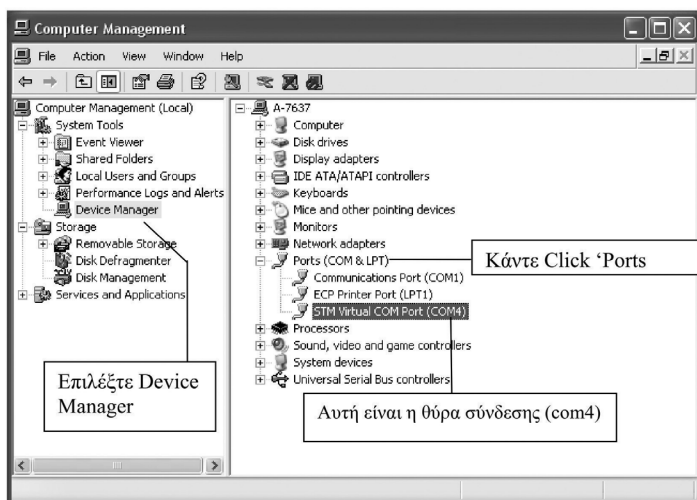 Computer Management
File Action View Window Help
Computer Management (Local)
System Tools
Event Viewer
Shared Folders
Local Users and Groups
Performance Logs and Alerts
Device Manager
Storage
Removable Storage
Disk Defragmenter
Disk Management
Services and Applications
A-7637
Computer
Disk drives
Display adapters
IDE ATA/ATAPI controllers
Keyboards
Mice and other pointing devices
Monitors
Network adapters
Ports (COM & LPT)
Communications Port (COM1)
ECP Printer Port (LPT1)
STM Virtual COM Port (COM4)
Processors
Sound, video and game controllers
System devices
Universal Serial Bus controllers
Κάντε Click ‘Ports
Επιλέξτε Device
Manager
Αυτή είναι η θύρα σύνδεσης (com4)